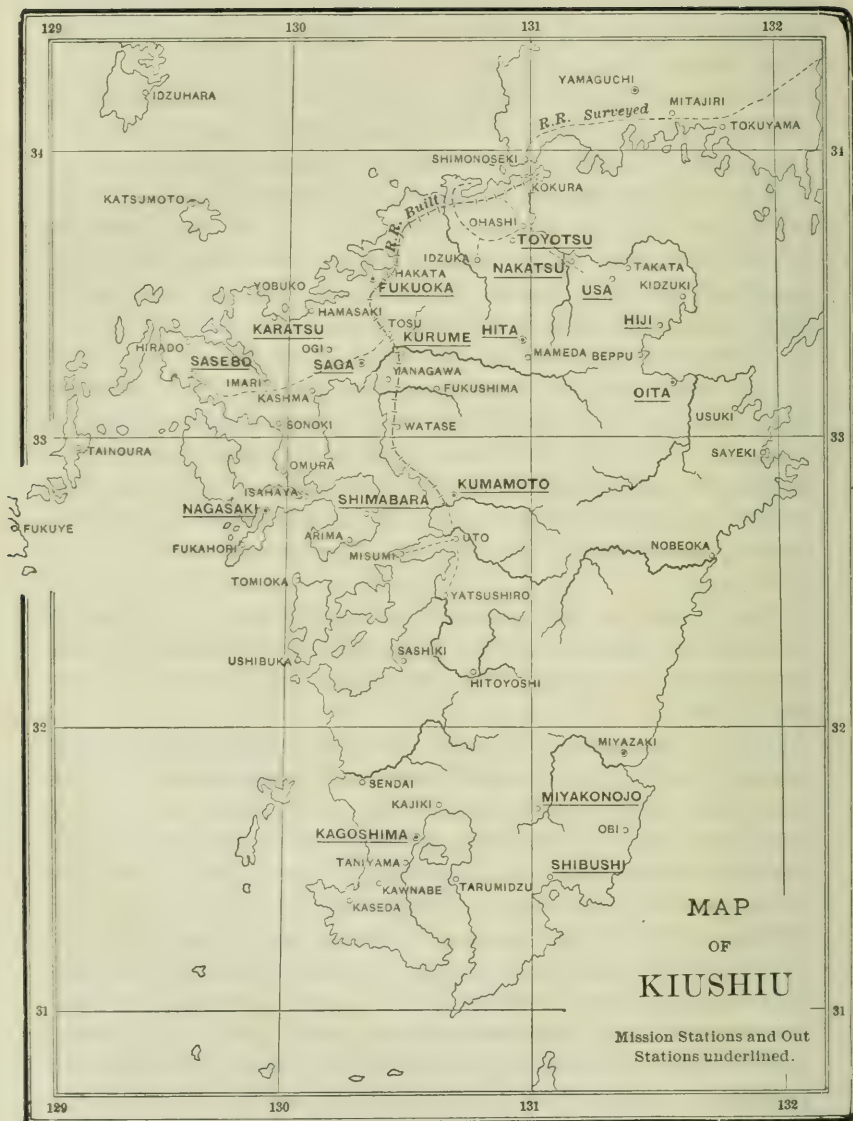 129 130 131 132
IDZUHARA
YAMAGUCHI
MITAJIRI
R.R. Surveyed
TOKUYAMA
34 34
SHIMONOSEKI
KOKURA
KATSUMOTO
R.R. Built
OHASHI
TOYOTSU
IDZUKA
NAKATSU
TAKATA
HAKATA
FUKUOKA
USA
KIDZUKI
YOBUKO
HAMASAKI
KARATSU
TOSU
HIJI
HIRADO
OGI
KURUME
HITA
SASEBO
SAGA
MAMEDA
BEPPU
IMARI
YANAGAWA
KASHMA
FUKUSHIMA
OITA
USUKI
SONOKI
WATASE
33 33
TAINOURA
SAYEKI
OMURA
ISAHAYA
KUMAMOTO
NAGASAKI
SHIMABARA
FUKUYE
FUKAHORI
ARIMA
UTO
MISUMI
NOBEOKA
TOMIOKA
YATSUSHIRO
USHIBUKA
SASHIKI
HITOYOSHI
32 32
MIYAZAKI
SENDAI
KAJIKI
MIYAKONOJO
KAGOSHIMA
OBI
TANIYAMA
SHIBUSHI
KAWNABE
TARUMIDZU
KASEDA
MAP
OF
KIUSHIU
31 31
Mission Stations and Out
Stations underlined.
129 130 131 132